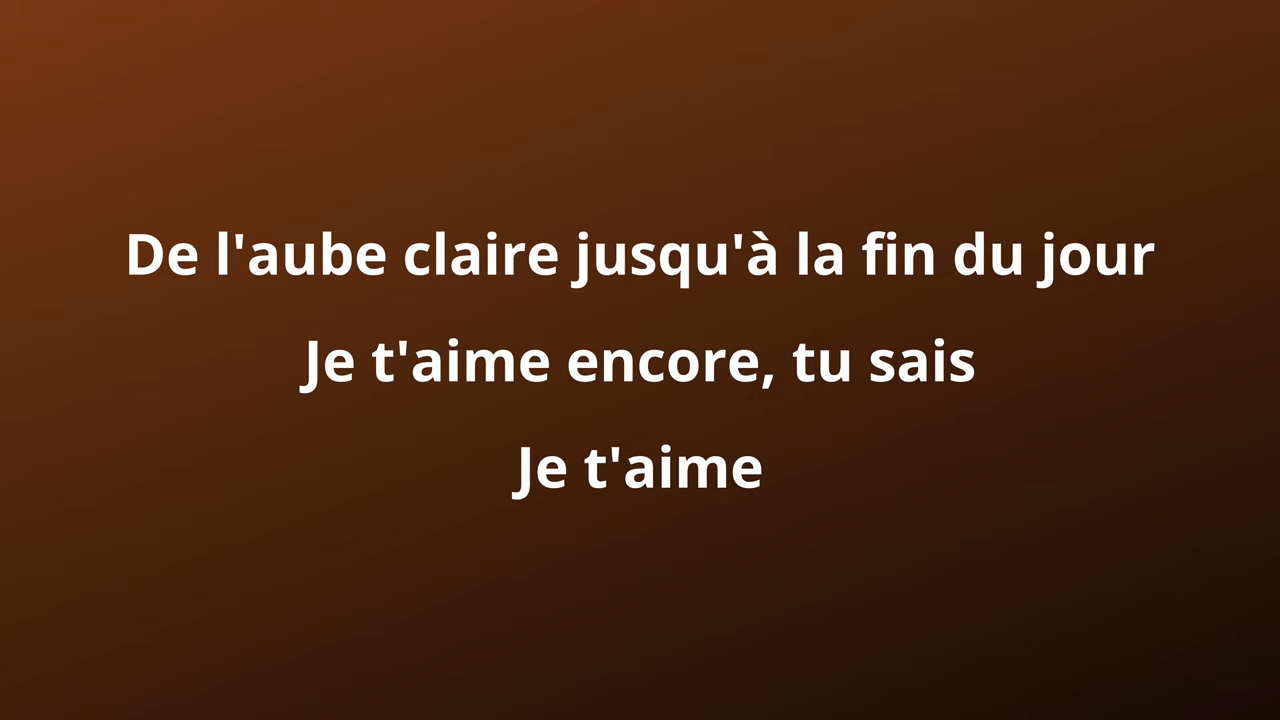 De l'aube claire jusqu'à la fin du jour
Je t'aime encore, tu sais
Je t'aime